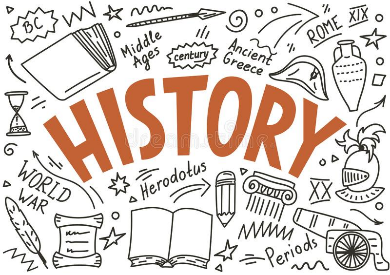 BC
Middle
Ages
century
Ancient
Greece
ROME XIX
HISTORY
WORLD
WAR
Herodotus
XX
Periods